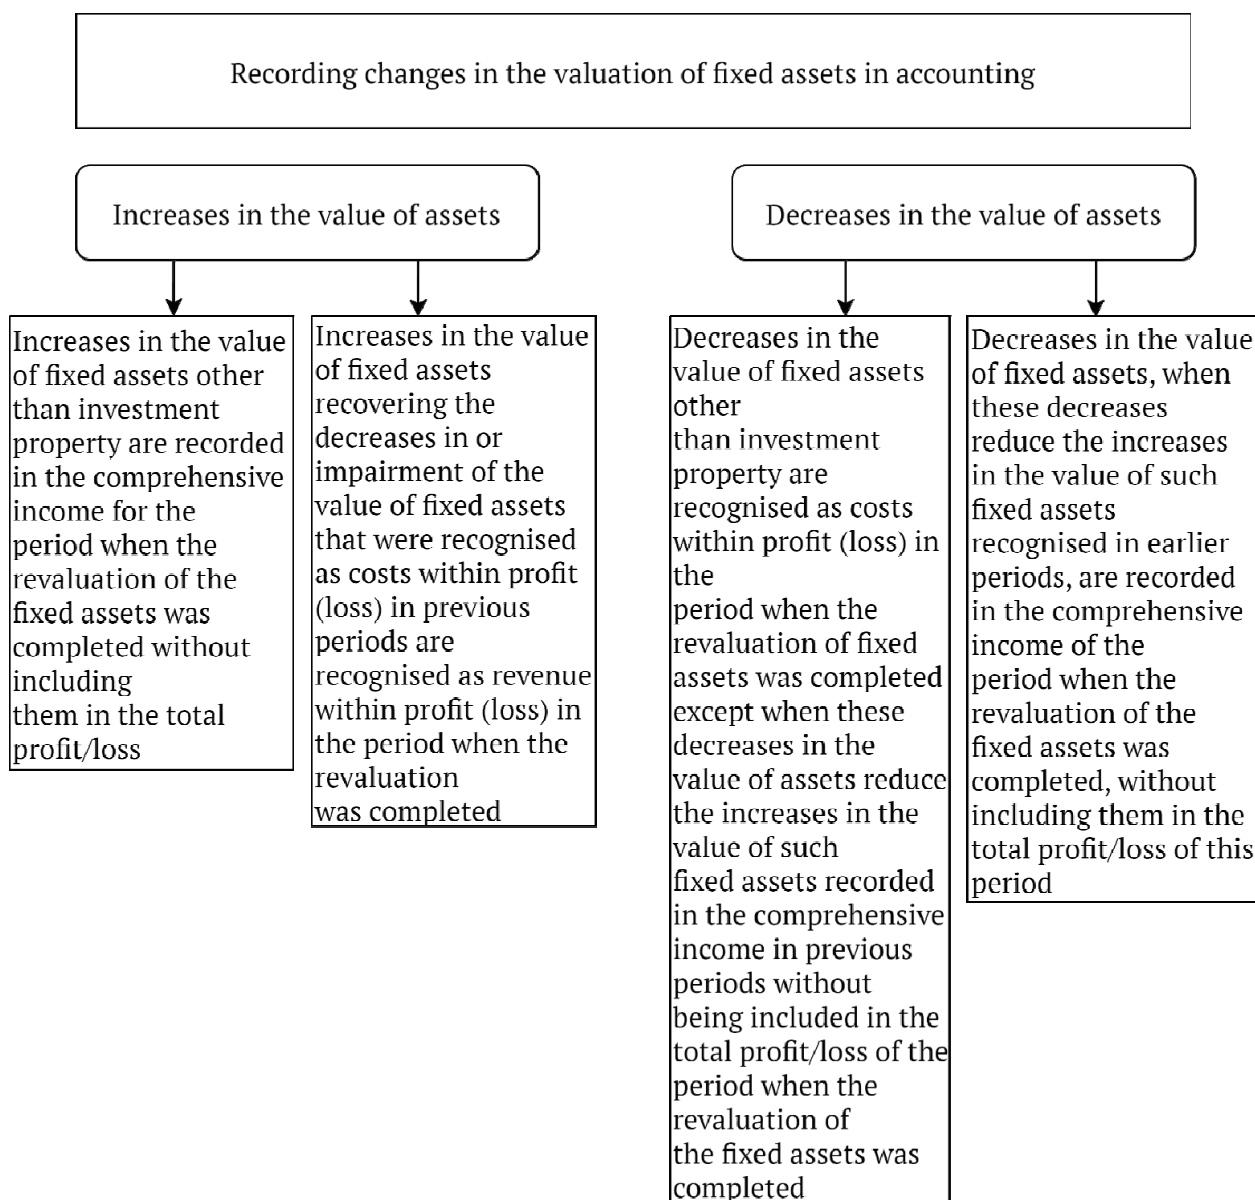 Recording changes in the valuation of fixed assets in accounting
Increases in the value of assets
Decreases in the value of assets
Increases in the value
of fixed assets other
than investment
property are recorded
in the comprehensive
income for the
period when the
revaluation of the
fixed assets was
completed without
including
them in the total
profit/loss
Increases in the value
of fixed assets
recovering the
decreases in or
impairment of the
value of fixed assets
that were recognised
as costs within profit
(loss) in previous
periods are
recognised as revenue
within profit (loss) in
the period when the
revaluation
was completed
Decreases in the
value of fixed assets
other
than investment
property are
recognised as costs
within profit (loss) in
the
period when the
revaluation of fixed
assets was completed
except when these
decreases in the
value of assets reduce
the increases in the
value of such
fixed assets recorded
in the comprehensive
income in previous
periods without
being included in the
total profit/loss of the
period when the
revaluation of
the fixed assets was
completed
Decreases in the value
of fixed assets, when
these decreases
reduce the increases
in the value of such
fixed assets
recognised in earlier
periods, are recorded
in the comprehensive
income of the
period when the
revaluation of the
fixed assets was
completed, without
including them in the
total profit/loss of this
period